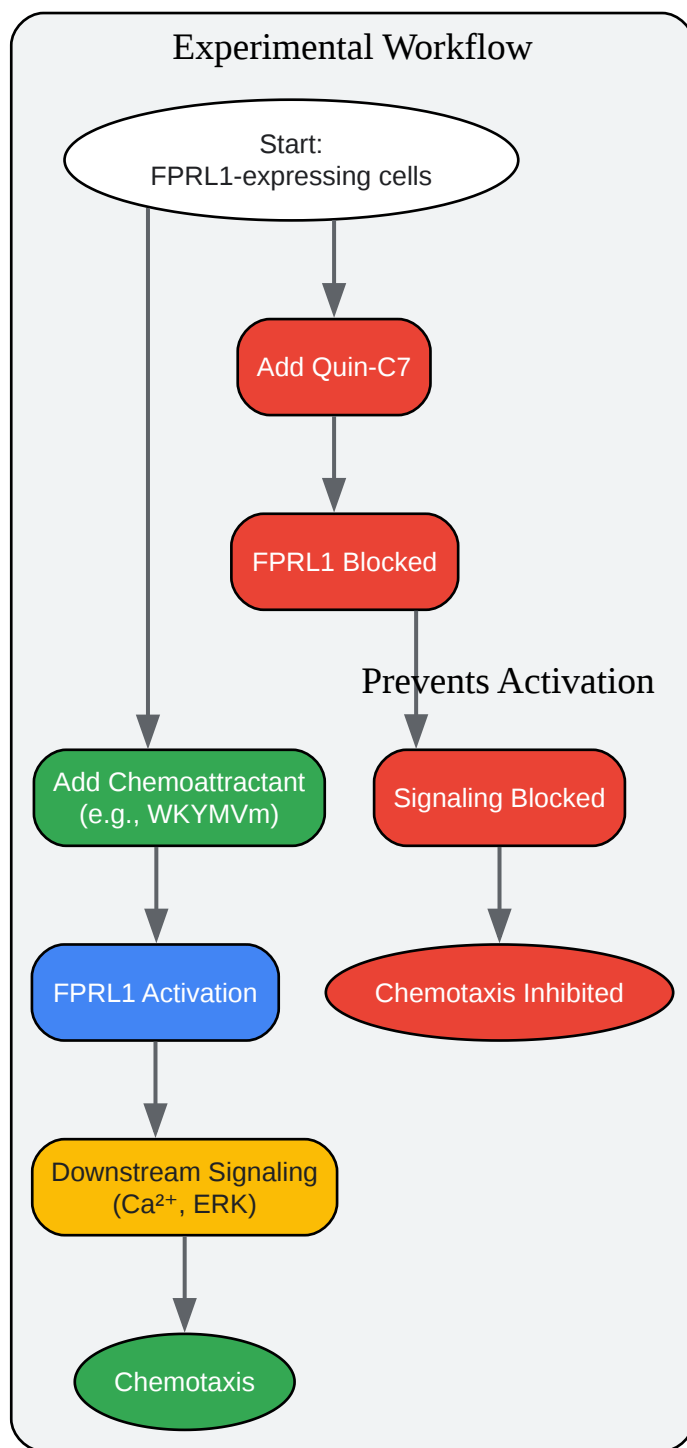 Experimental Workflow
Start:
FPRL1-expressing cells
Add Quin-C7
FPRL1 Blocked
Prevents Activation
Add Chemoattractant
(e.g., WKYMVm)
Signaling Blocked
FPRL1 Activation
Chemotaxis Inhibited
Downstream Signaling
(Ca²⁺, ERK)
Chemotaxis